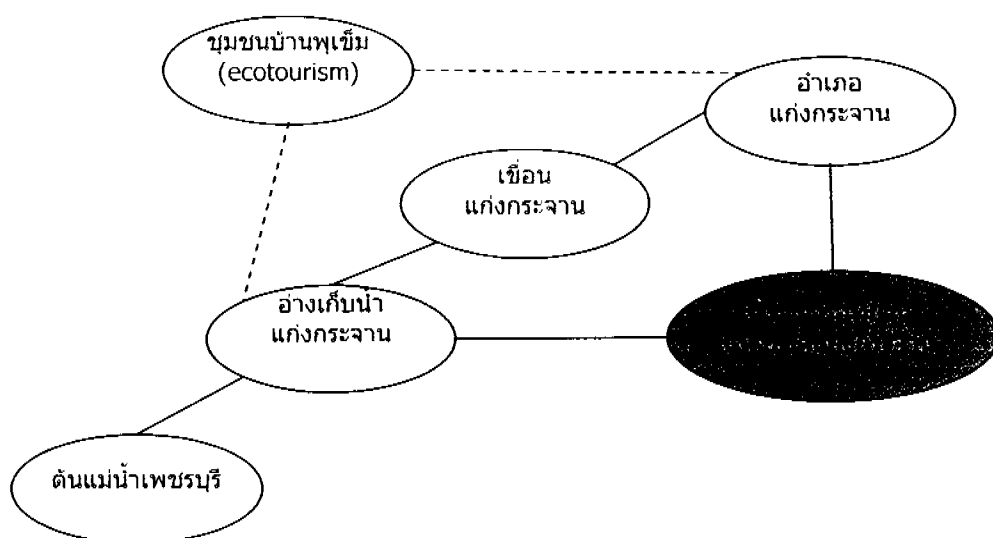 ชุมชนบ้านพุเข็ม
(ecotourism)
อำเภอ
แก่งกระจาน
เขื่อน
แก่งกระจาน
อ่างเก็บน้ำ
แก่งกระจาน
ต้นแม่น้ำเพชรบุรี